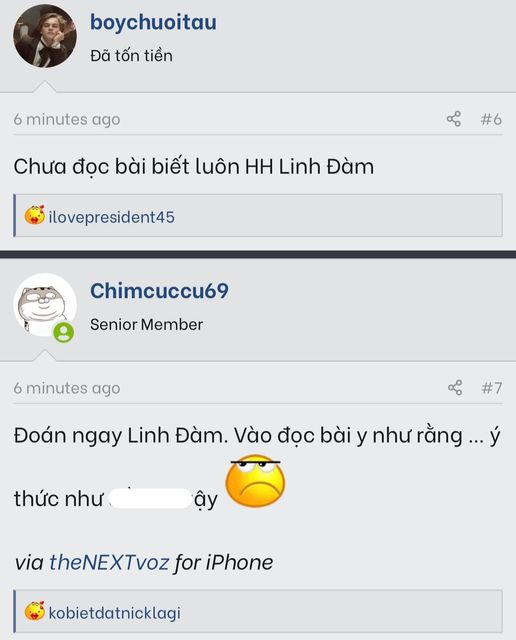 boychuoitau
Đã tốn tiền
6 minutes ago #6
Chưa đọc bài biết luôn HH Linh Đàm
ilovepresident45
Chimcuccu69
Senior Member
6 minutes ago #7
Đoán ngay Linh Đàm. Vào đọc bài y như rằng ... ý
thức như ậy
via theNEXTvoz for iPhone
kobietdatnicklagi